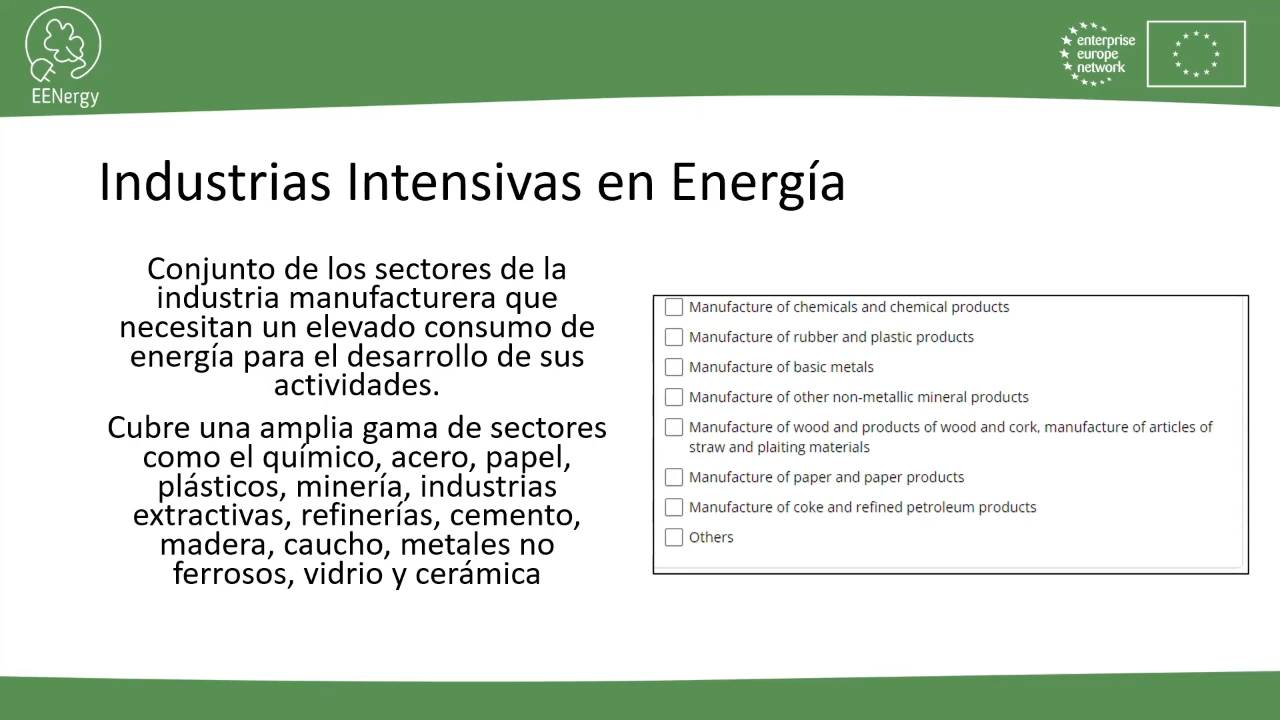 EENergy
enterprise
europe
network
Industrias Intensivas en Energía
Conjunto de los sectores de la
industria manufacturera que
necesitan un elevado consumo de
energía para el desarrollo de sus
actividades.
Cubre una amplia gama de sectores
como el químico, acero, papel,
plásticos, minería, industrias
extractivas, refinerías, cemento,
madera, caucho, metales no
ferrosos, vidrio y cerámica
Manufacture of chemicals and chemical products
Manufacture of rubber and plastic products
Manufacture of basic metals
Manufacture of other non-metallic mineral products
Manufacture of wood and products of wood and cork, manufacture of articles of
straw and plaiting materials
Manufacture of paper and paper products
Manufacture of coke and refined petroleum products
Others